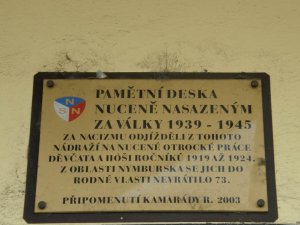 N
S N
PAMĚTNÍ DESKA
NUCENĚ NASAZENÝM
ZA VÁLKY 1939 - 1945
ZA NACIZMU ODJÍŽDĚLI Z TOHOTO
NÁDRAŽÍ NA NUCENÉ OTROCKÉ PRÁCE
DĚVČATA A HOŠI ROČNÍKŮ 1919 AŽ 1924.
Z OBLASTI NYMBURSKA SE JICH DO
RODNÉ VLASTI NEVRÁTILO 73.
PŘIPOMENUTÍ KAMARÁDY R. 2003